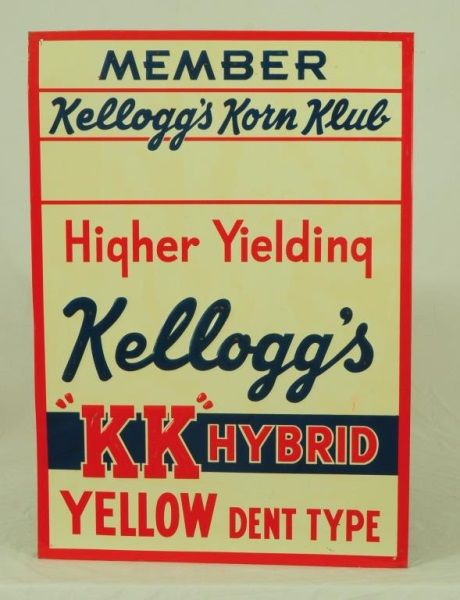 MEMBER
Kellogg's Korn Klub
Higher Yielding
Kellogg's
"KK" HYBRID
YELLOW DENT TYPE